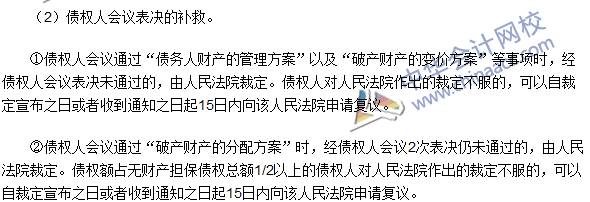 （2）债权人会议表决的补救。
①债权人会议通过“债务人财产的管理方案”以及“破产财产的变价方案”等事项时，经
债权人会议表决未通过的，由人民法院裁定。债权人对人民法院作出的裁定不服的，可以自裁
定宣布之日或者收到通知之日起15日内向该人民法院申请复议。
②债权人会议通过“破产财产的分配方案”时，经债权人会议2次表决仍未通过的，由人民
法院裁定。债权额占无财产担保债权总额1/2以上的债权人对人民法院作出的裁定不服的，可以
自裁定宣布之日或者收到通知之日起15日内向该人民法院申请复议。
中华会计网校
www.chinaacc.com